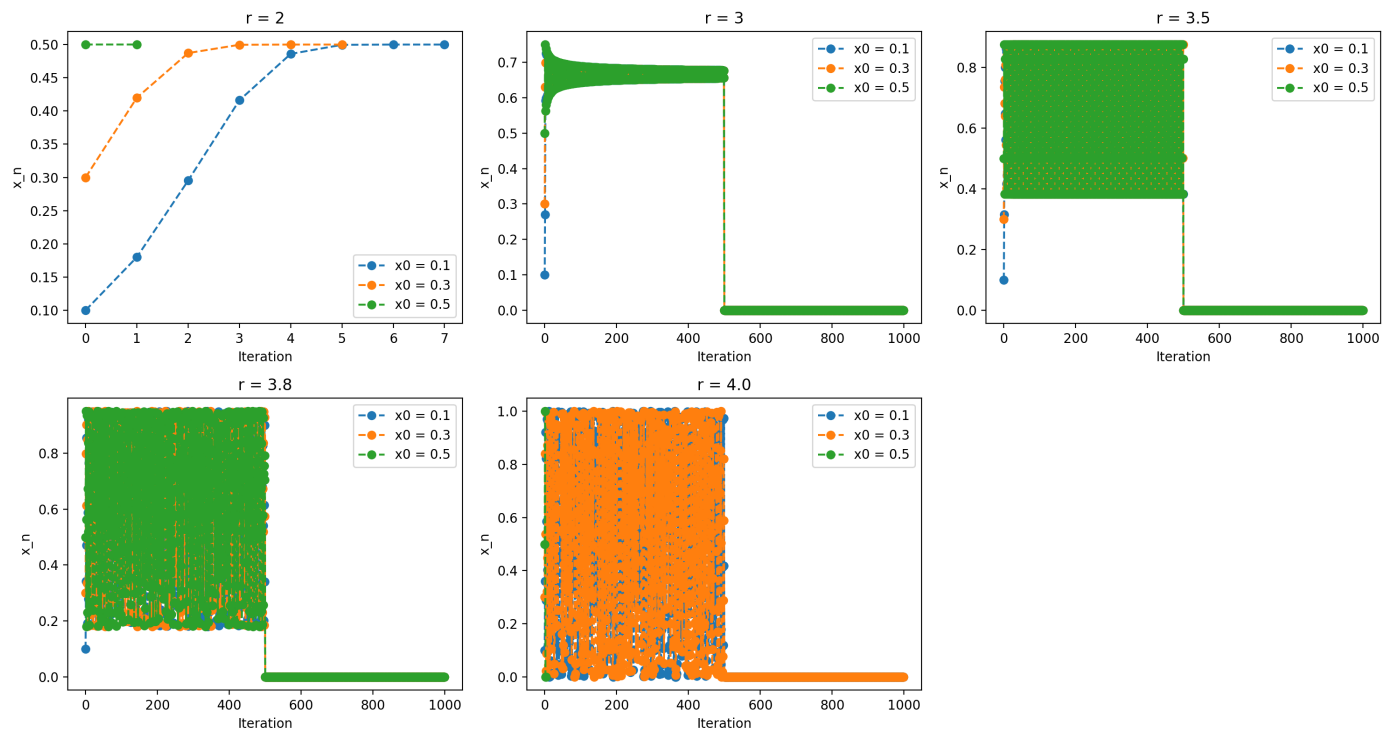 r = 2
0.50
0.45
0.40
0.35
0.30
0.25
0.20
0.15
0.10
x_n
0 1 2 3 4 5 6 7
Iteration
x0 = 0.1
x0 = 0.3
x0 = 0.5
r = 3
0.7
0.6
0.5
0.4
0.3
0.2
0.1
0.0
x_n
0 200 400 600 800 1000
Iteration
x0 = 0.1
x0 = 0.3
x0 = 0.5
r = 3.5
0.8
0.6
0.4
0.2
0.0
x_n
0 200 400 600 800 1000
Iteration
x0 = 0.1
x0 = 0.3
x0 = 0.5
r = 3.8
0.8
0.6
0.4
0.2
0.0
x_n
0 200 400 600 800 1000
Iteration
x0 = 0.1
x0 = 0.3
x0 = 0.5
r = 4.0
1.0
0.8
0.6
0.4
0.2
0.0
x_n
0 200 400 600 800 1000
Iteration
x0 = 0.1
x0 = 0.3
x0 = 0.5